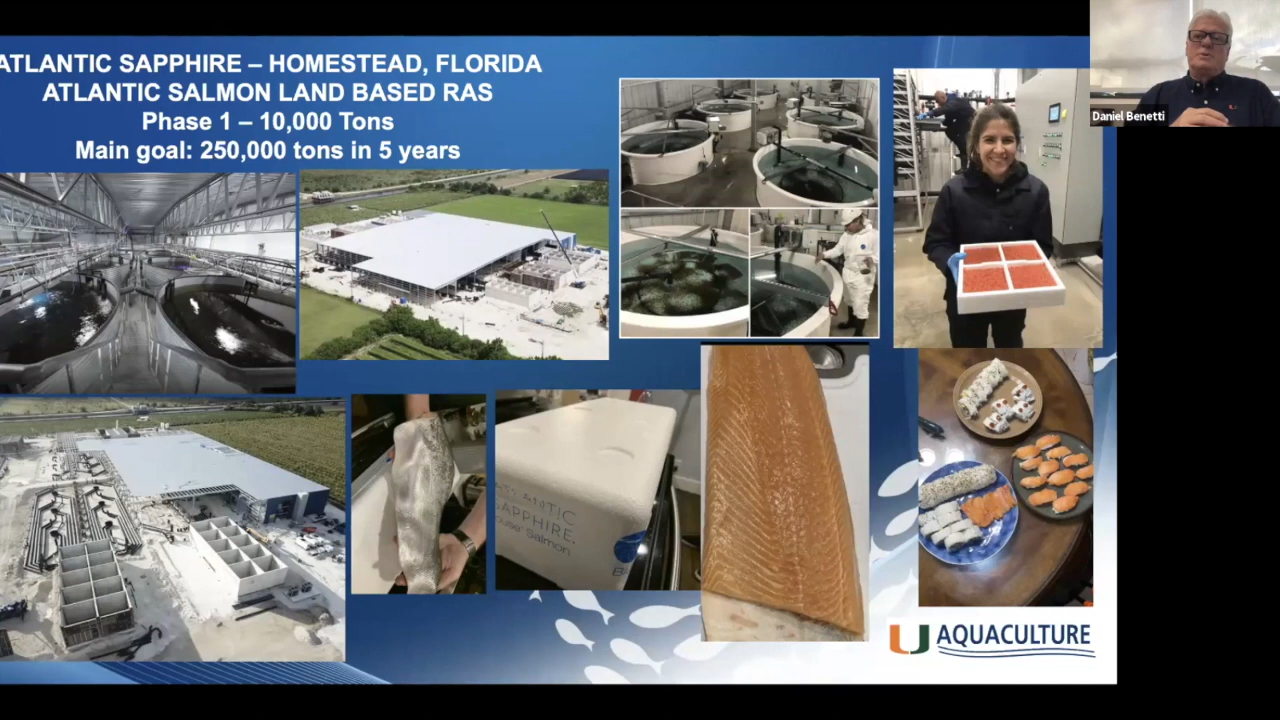 ATLANTIC SAPPHIRE – HOMESTEAD, FLORIDA
ATLANTIC SALMON LAND BASED RAS
Phase 1 – 10,000 Tons
Main goal: 250,000 tons in 5 years
Daniel Benetti
SAPPHIRE.
Salmon
U AQUACULTURE